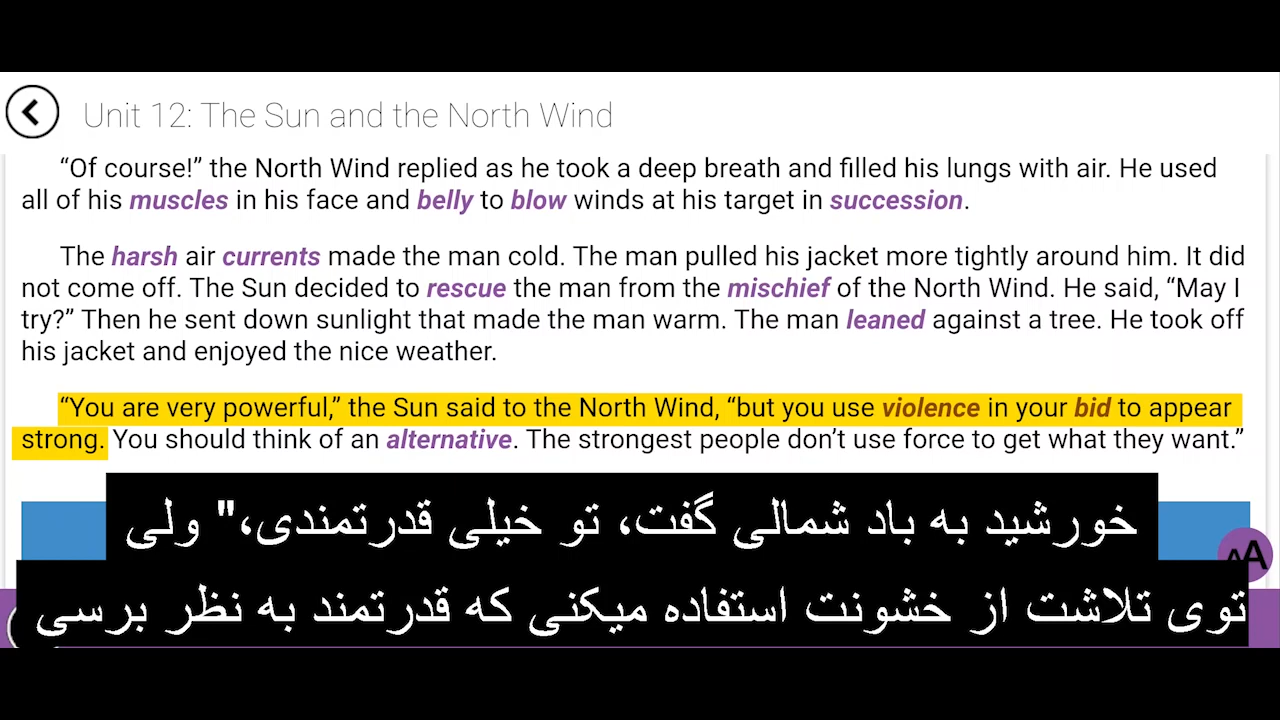 Unit 12: The Sun and the North Wind
“Of course!” the North Wind replied as he took a deep breath and filled his lungs with air. He used
all of his muscles in his face and belly to blow winds at his target in succession.
The harsh air currents made the man cold. The man pulled his jacket more tightly around him. It did
not come off. The Sun decided to rescue the man from the mischief of the North Wind. He said, “May I
try?” Then he sent down sunlight that made the man warm. The man leaned against a tree. He took off
his jacket and enjoyed the nice weather.
“You are very powerful,” the Sun said to the North Wind, “but you use violence in your bid to appear
strong. You should think of an alternative. The strongest people don’t use force to get what they want.”
خورشید به باد شمالی گفت، تو خیلی قدرتمندی،" ولی
توی تلاشت از خشونت استفاده میکنی که قدرتمند به نظر برسی
AA